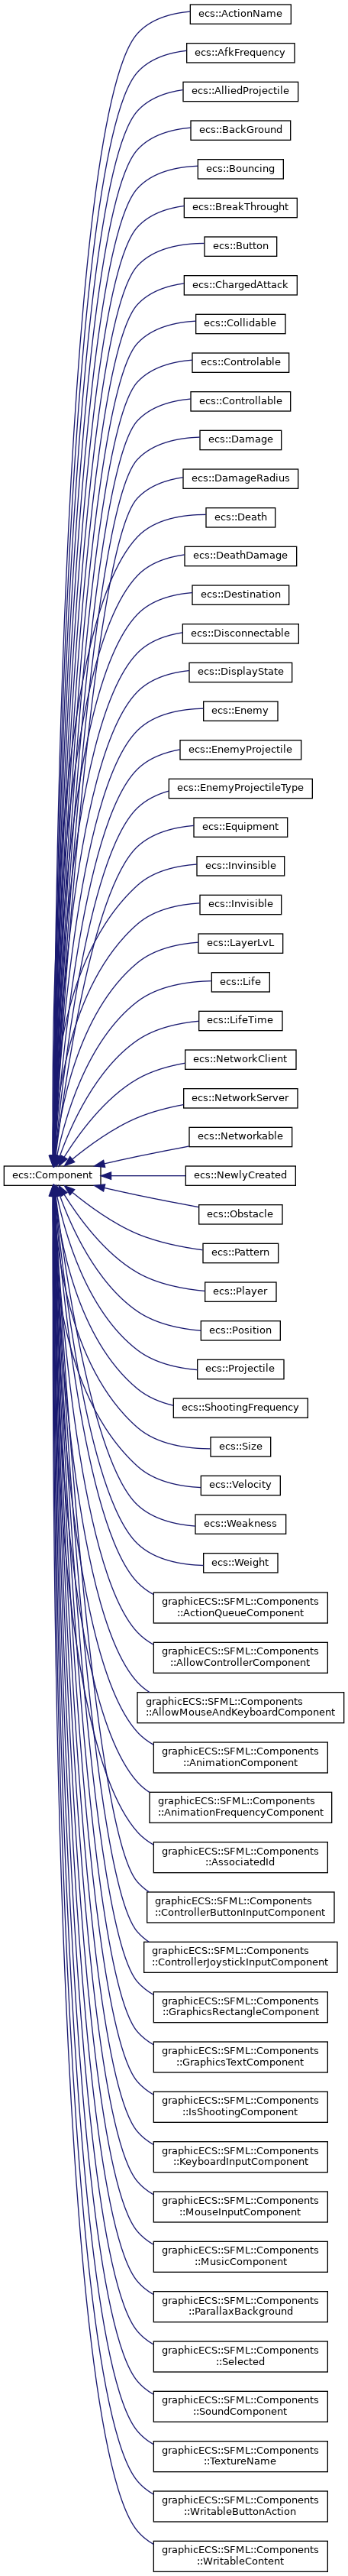 ecs::ActionName
ecs::AfkFrequency
ecs::AlliedProjectile
ecs::BackGround
ecs::Bouncing
ecs::BreakThrought
ecs::Button
ecs::ChargedAttack
ecs::Collidable
ecs::Controlable
ecs::Controllable
ecs::Damage
ecs::DamageRadius
ecs::Death
ecs::DeathDamage
ecs::Destination
ecs::Disconnectable
ecs::DisplayState
ecs::Enemy
ecs::EnemyProjectile
ecs::EnemyProjectileType
ecs::Equipment
ecs::Invinsible
ecs::Invisible
ecs::LayerLvL
ecs::Life
ecs::LifeTime
ecs::NetworkClient
ecs::NetworkServer
ecs::Networkable
ecs::Component
ecs::NewlyCreated
ecs::Obstacle
ecs::Pattern
ecs::Player
ecs::Position
ecs::Projectile
ecs::ShootingFrequency
ecs::Size
ecs::Velocity
ecs::Weakness
ecs::Weight
graphicECS::SFML::Components
::ActionQueueComponent
graphicECS::SFML::Components
::AllowControllerComponent
graphicECS::SFML::Components
::AllowMouseAndKeyboardComponent
graphicECS::SFML::Components
::AnimationComponent
graphicECS::SFML::Components
::AnimationFrequencyComponent
graphicECS::SFML::Components
::AssociatedId
graphicECS::SFML::Components
::ControllerButtonInputComponent
graphicECS::SFML::Components
::ControllerJoystickInputComponent
graphicECS::SFML::Components
::GraphicsRectangleComponent
graphicECS::SFML::Components
::GraphicsTextComponent
graphicECS::SFML::Components
::IsShootingComponent
graphicECS::SFML::Components
::KeyboardInputComponent
graphicECS::SFML::Components
::MouseInputComponent
graphicECS::SFML::Components
::MusicComponent
graphicECS::SFML::Components
::ParallaxBackground
graphicECS::SFML::Components
::Selected
graphicECS::SFML::Components
::SoundComponent
graphicECS::SFML::Components
::TextureName
graphicECS::SFML::Components
::WritableButtonAction
graphicECS::SFML::Components
::WritableContent